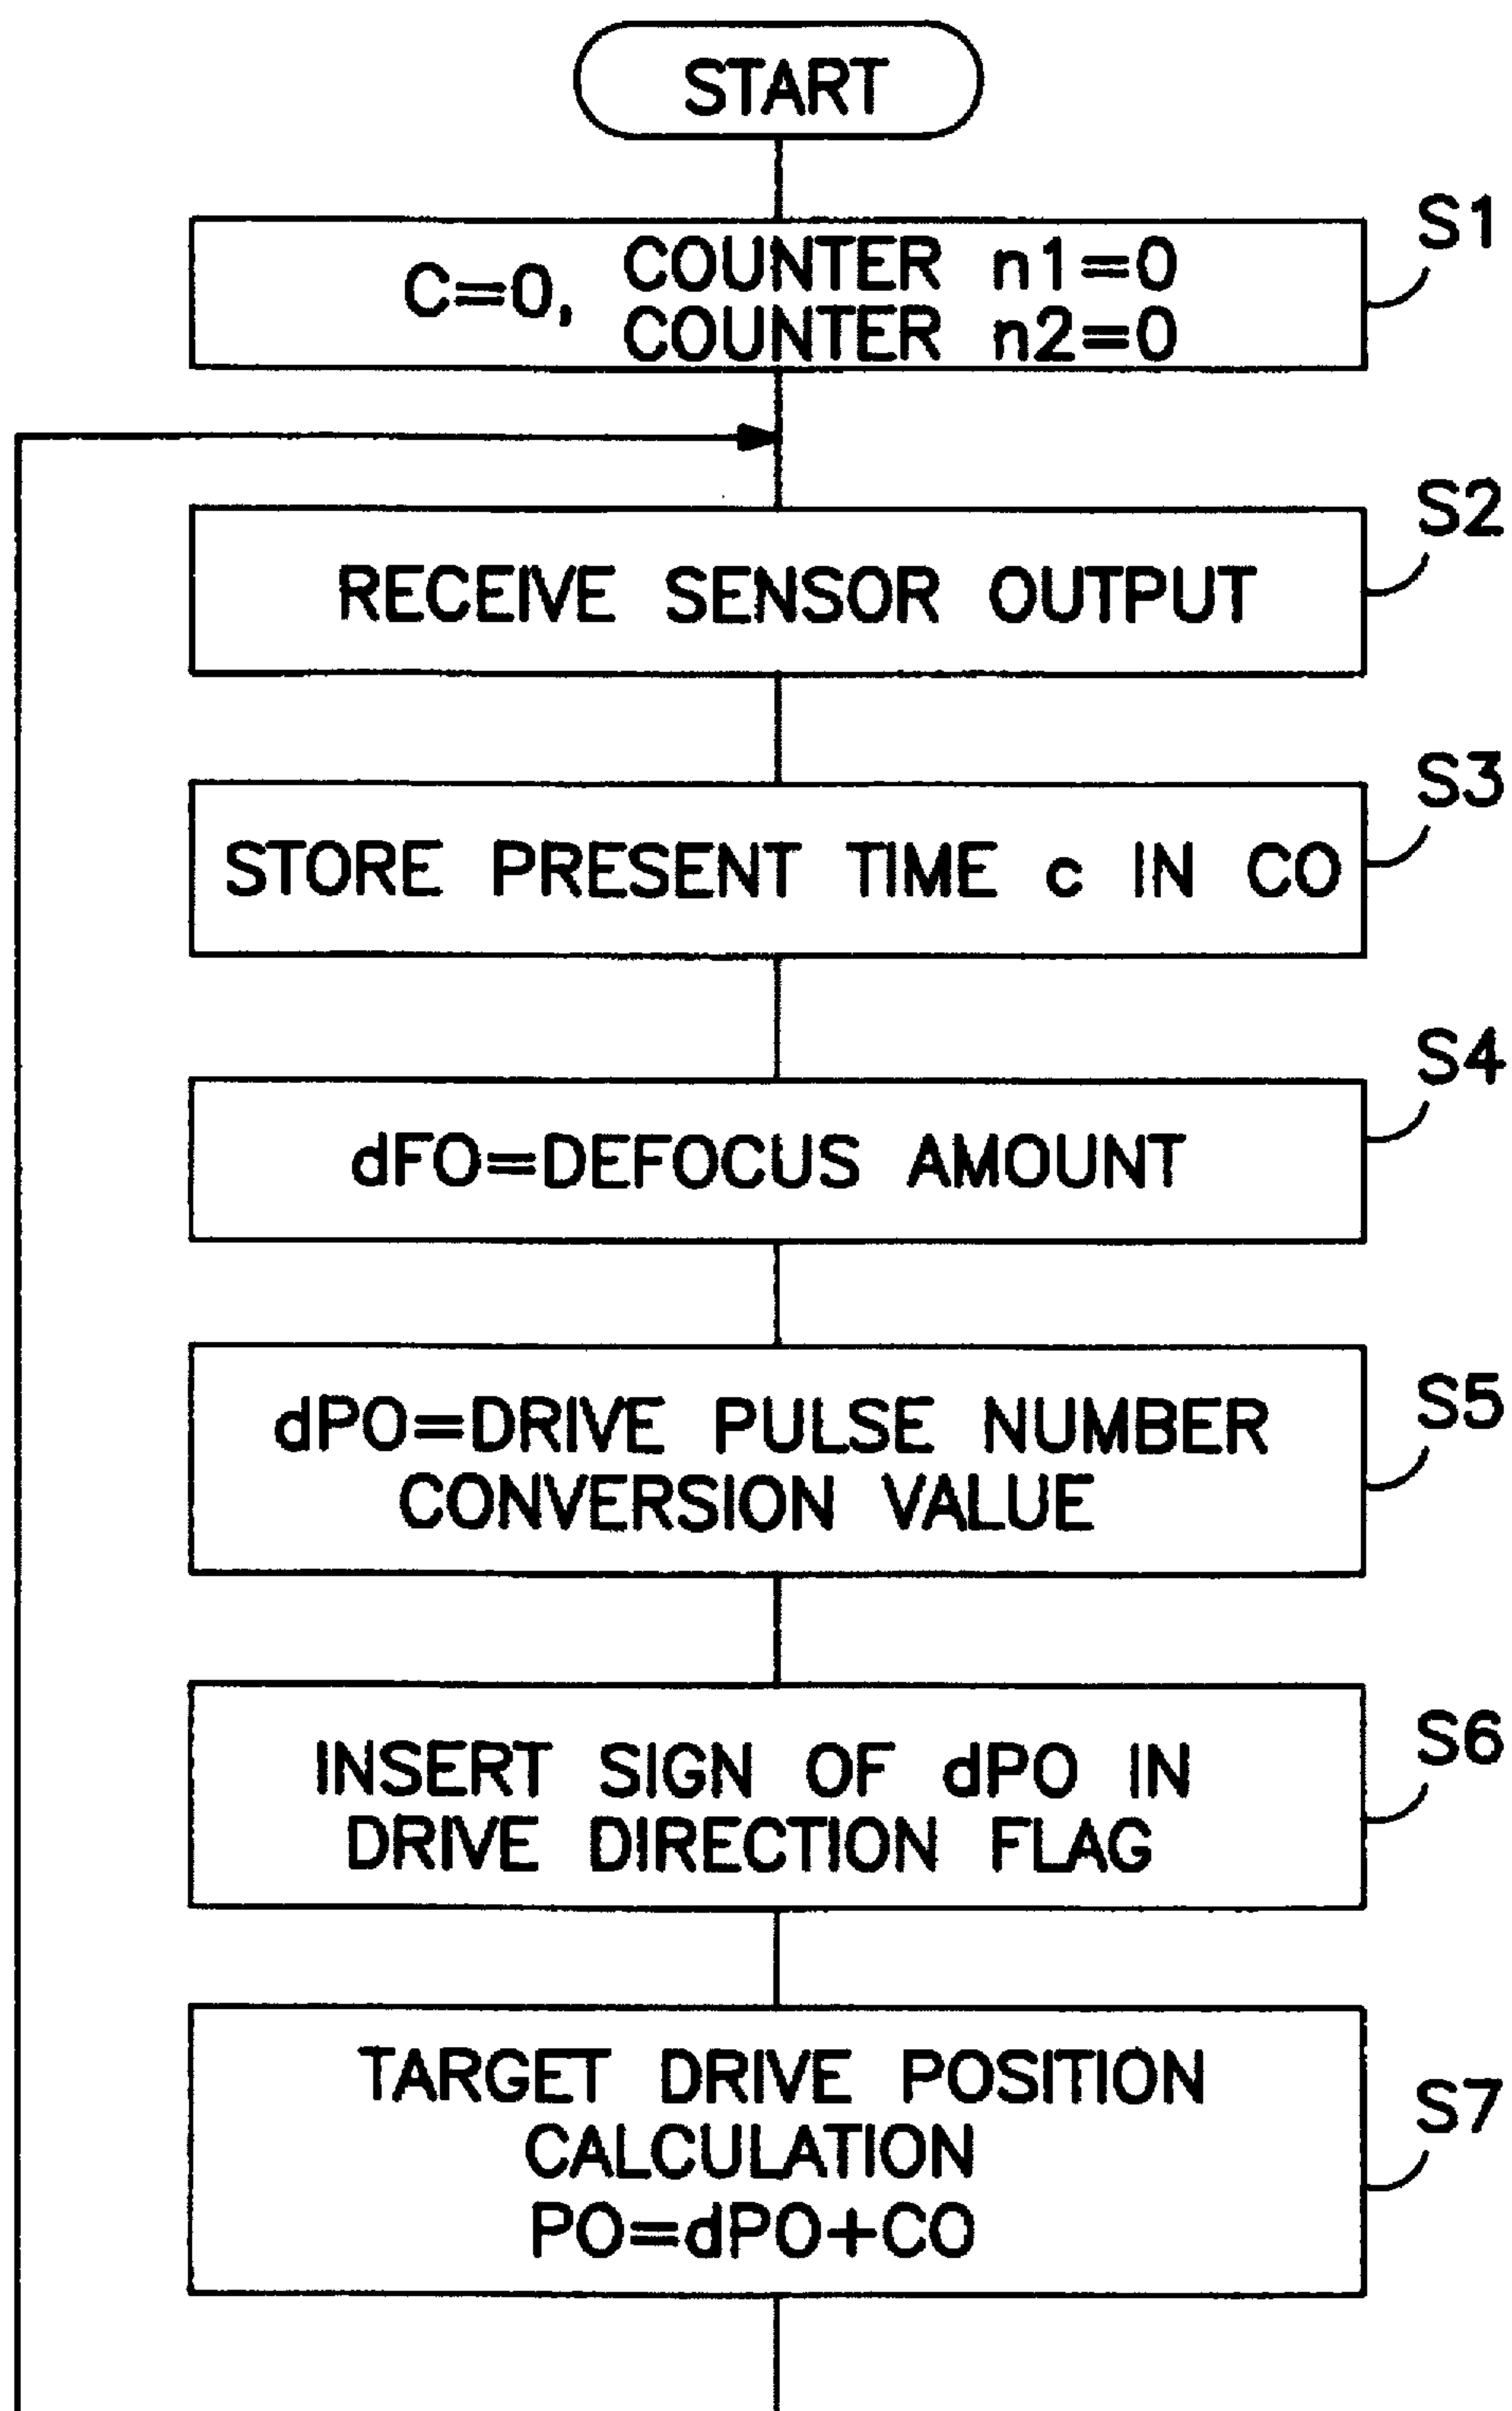 START
S1
C=0, COUNTER n1=0
COUNTER n2=0
S2
RECEIVE SENSOR OUTPUT
S3
STORE PRESENT TIME c IN CO
S4
dFO=DEFOCUS AMOUNT
S5
dPO=DRIVE PULSE NUMBER
CONVERSION VALUE
S6
INSERT SIGN OF dPO IN
DRIVE DIRECTION FLAG
S7
TARGET DRIVE POSITION
CALCULATION
PO=dPO+CO